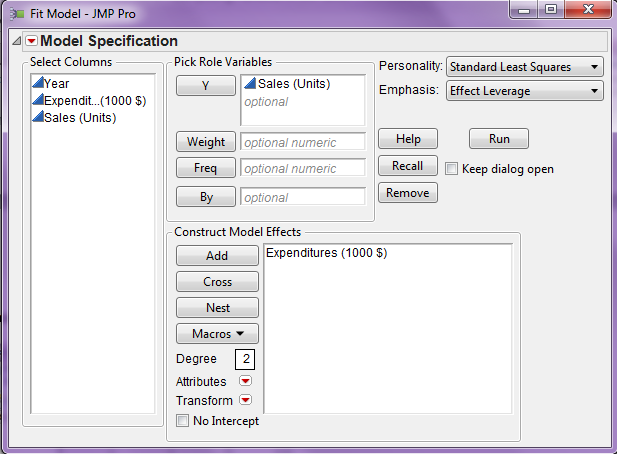 Fit Model - JMP Pro
Model Specification
Select Columns
Year
Expendit...(1000 $)
Sales (Units)
Pick Role Variables
Y
Sales (Units)
optional
Weight
optional numeric
Freq
optional numeric
By
optional
Personality:
Standard Least Squares
Emphasis:
Effect Leverage
Help
Run
Recall
Keep dialog open
Remove
Construct Model Effects
Add
Expenditures (1000 $)
Cross
Nest
Macros
Degree
2
Attributes
Transform
No Intercept